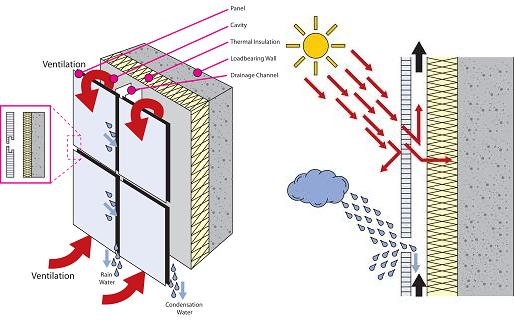 Panel
Cavity
Thermal Insulation
Loadbearing Wall
Drainage Channel
Ventilation
Ventilation
Rain
Water
Condensation
Water